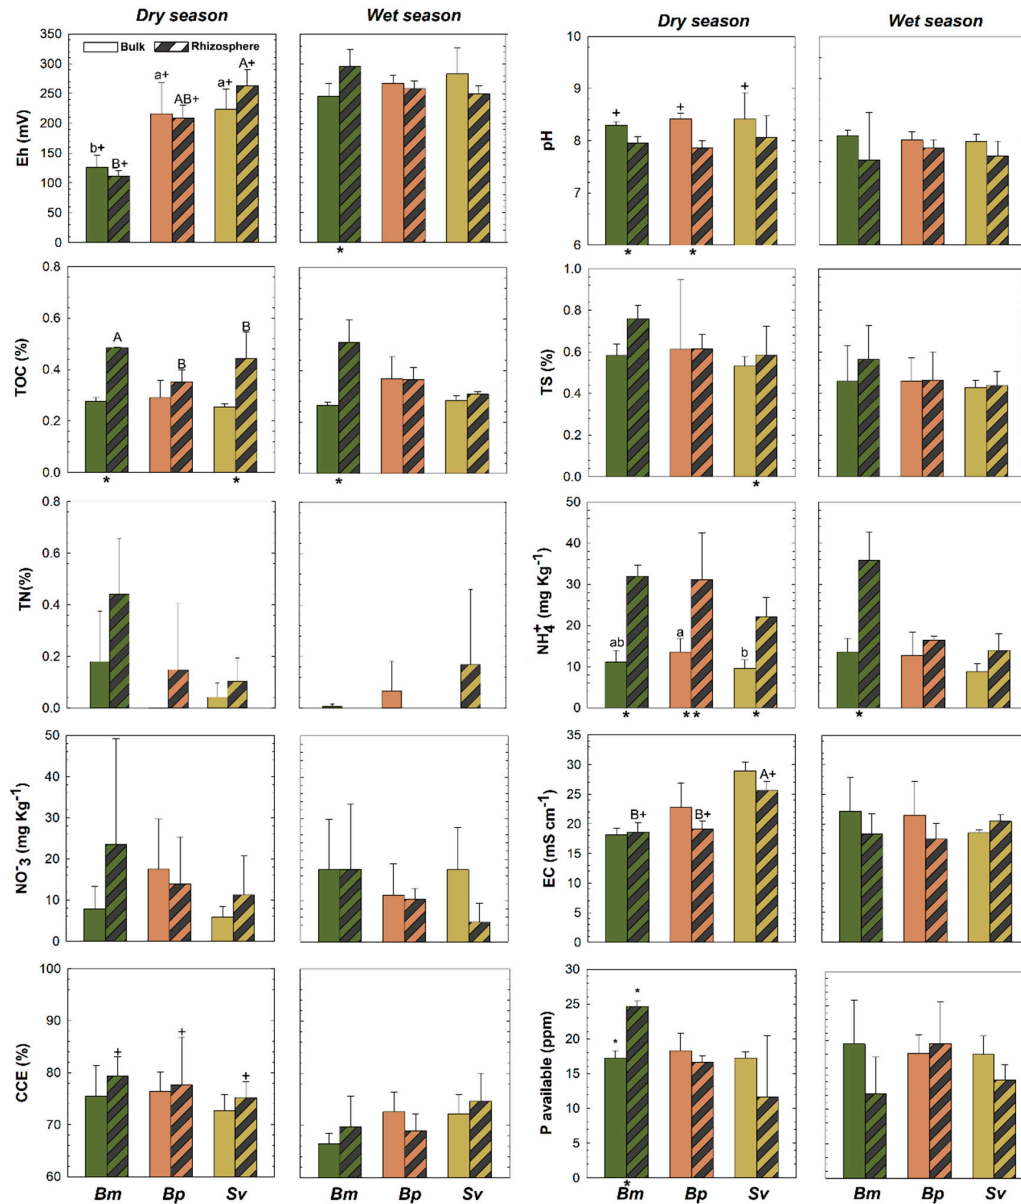 Dry season
Wet season
Dry season
Wet season
Bulk
Rhizosphere
Eh (mV)
350
300
250
200
150
100
50
0
b+
B+
a+
AB+
a+
A+
*
pH
10
9
8
7
6
+
+
+
*
*
TOC (%)
0.8
0.6
0.4
0.2
0.0
A
B
B
*
*
*
TS (%)
1.0
0.8
0.6
0.4
0.2
0.0
*
TN(%)
0.8
0.6
0.4
0.2
0.0
NH₄⁺ (mg Kg⁻¹)
50
40
30
20
10
0
ab
a
b
*
**
*
*
NO⁻₃ (mg Kg⁻¹)
50
40
30
20
10
0
EC (mS cm⁻¹)
35
30
25
20
15
10
5
0
B+
B+
A+
CCE (%)
100
90
80
70
60
+
+
+
P available (ppm)
30
25
20
15
10
5
0
*
*
*
Bm Bp Sv
Bm Bp Sv
Bm Bp Sv
Bm Bp Sv